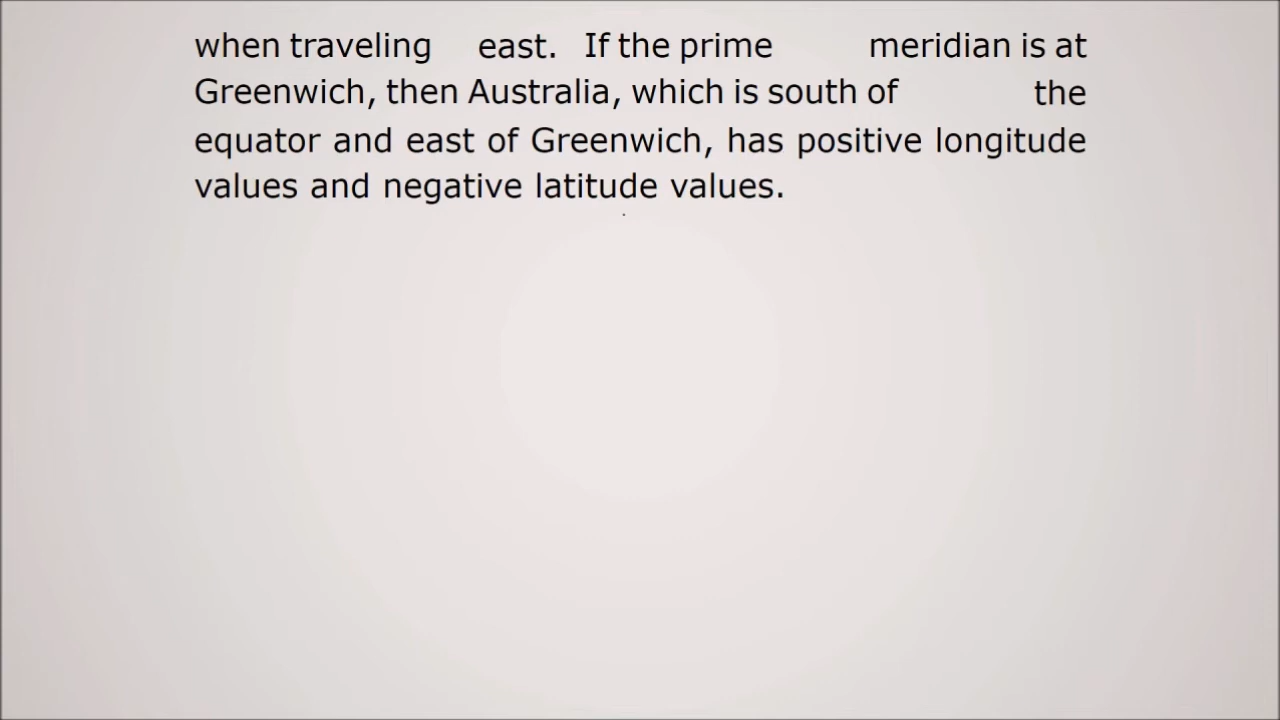 when traveling east. If the prime meridian is at
Greenwich, then Australia, which is south of the
equator and east of Greenwich, has positive longitude
values and negative latitude values.